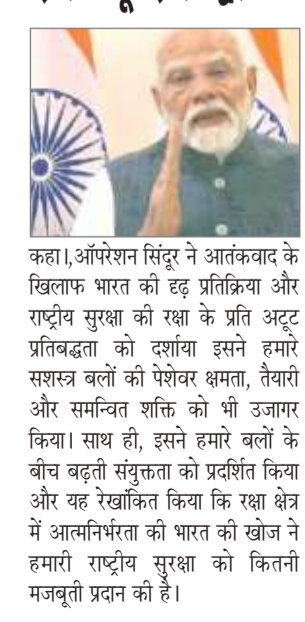 कहा।,ऑपरेशन सिंदूर ने आतंकवाद के
खिलाफ भारत की दृढ़ प्रतिक्रिया और
राष्ट्रीय सुरक्षा की रक्षा के प्रति अटूट
प्रतिबद्धता को दर्शाया इसने हमारे
सशस्त्र बलों की पेशेवर क्षमता, तैयारी
और समन्वित शक्ति को भी उजागर
किया। साथ ही, इसने हमारे बलों के
बीच बढ़ती संयुक्तता को प्रदर्शित किया
और यह रेखांकित किया कि रक्षा क्षेत्र
में आत्मनिर्भरता की भारत की खोज ने
हमारी राष्ट्रीय सुरक्षा को कितनी
मजबूती प्रदान की है।